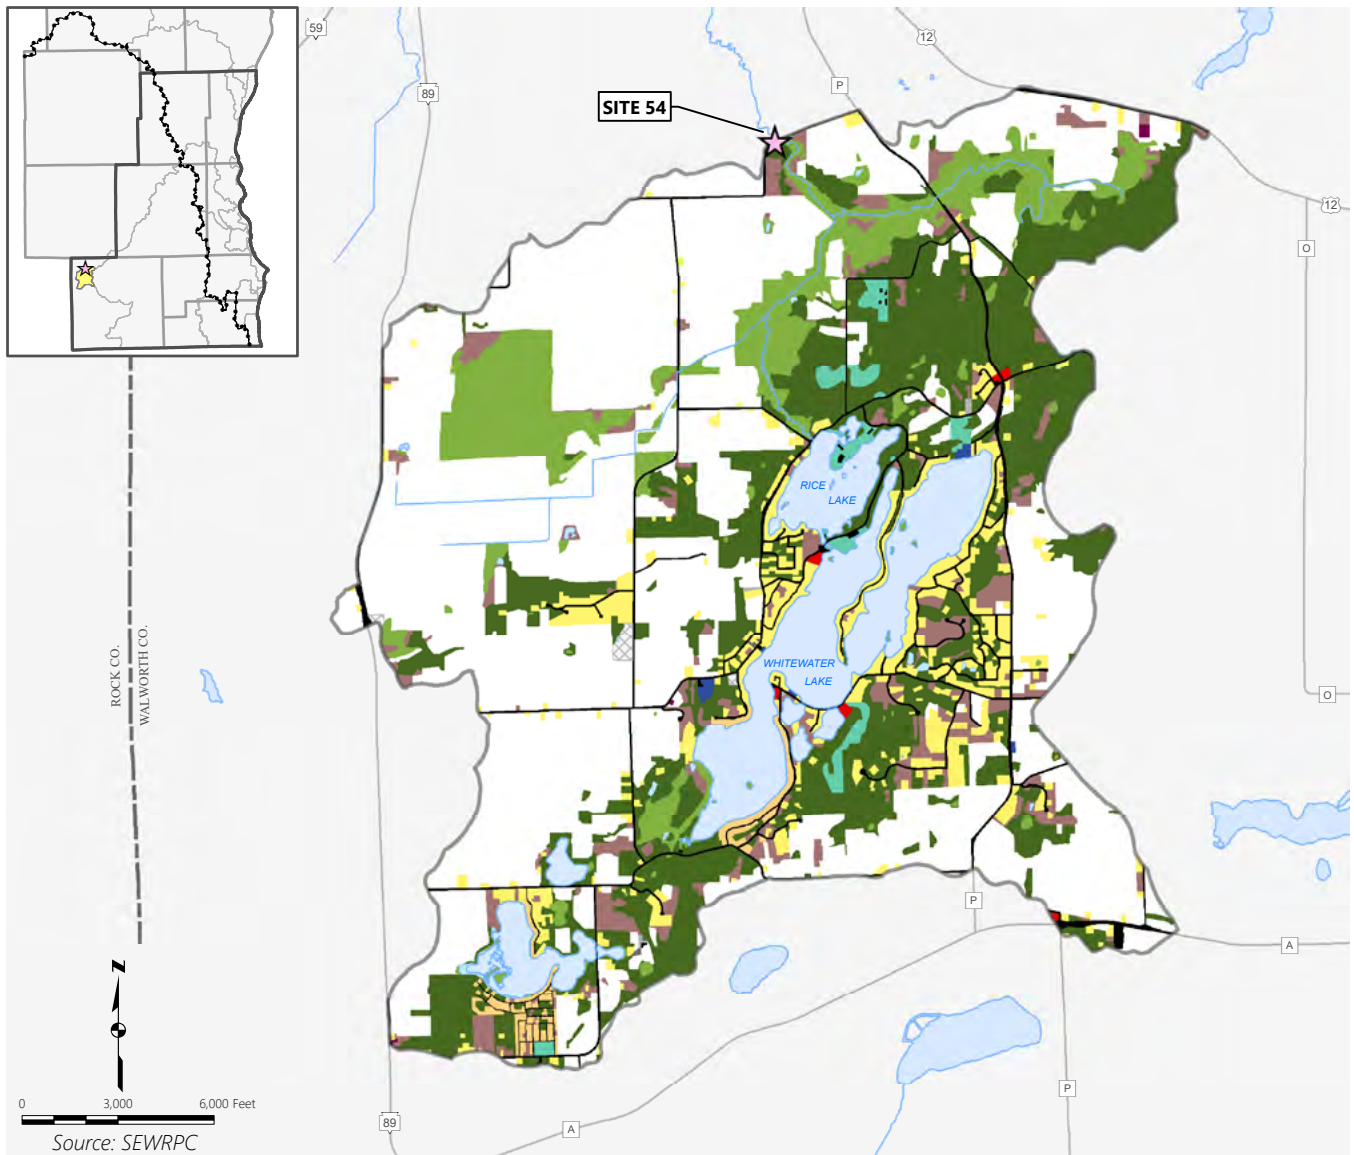 59
12
89
P
SITE 54
12
O
RICE
LAKE
WHITEWATER
LAKE
ROCK CO.
WALWORTH CO.
O
P
A
N
P
0 3,000 6,000 Feet
89
A
Source: SEWRPC